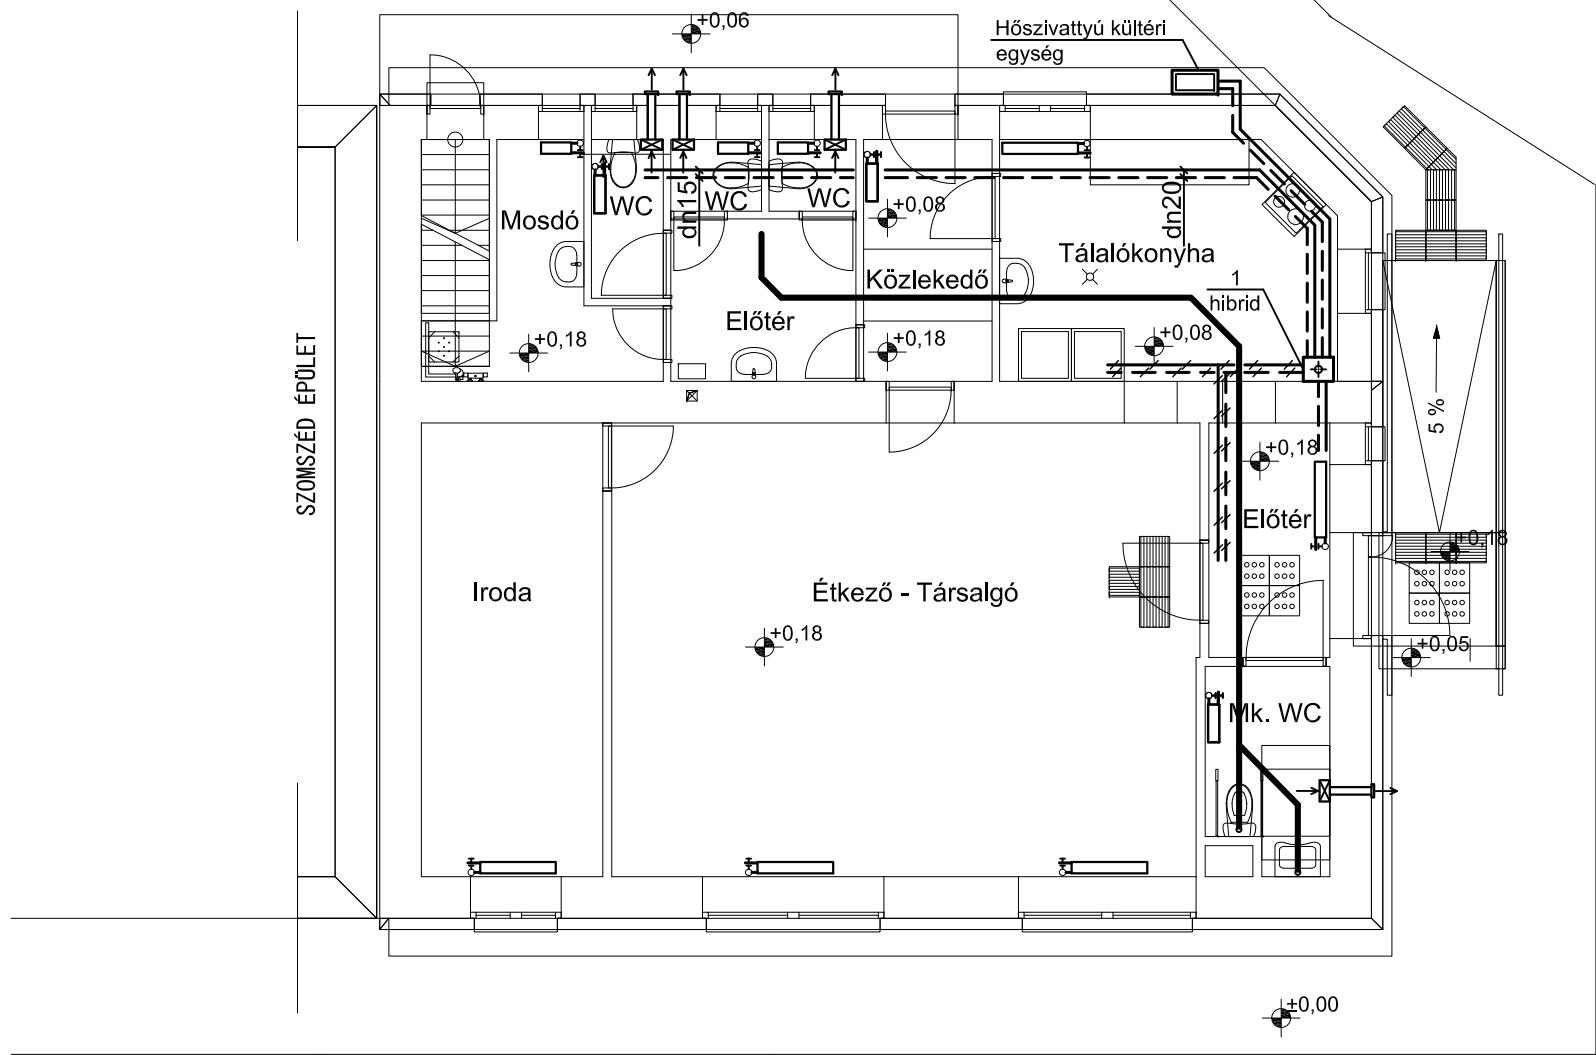 +0,06
Hőszivattyú kültéri
egység
WC
dn15
WC
WC
+0,08
dn20
Mosdó
Tálalókonyha
Közlekedő
1
hibrid
Előtér
+0,18
+0,18
+0,08
SZOMSZÉD ÉPÜLET
5 %
+0,18
Előtér
+0,18
Iroda
Étkező - Társalgó
+0,18
+0,05
Mk. WC
±0,00